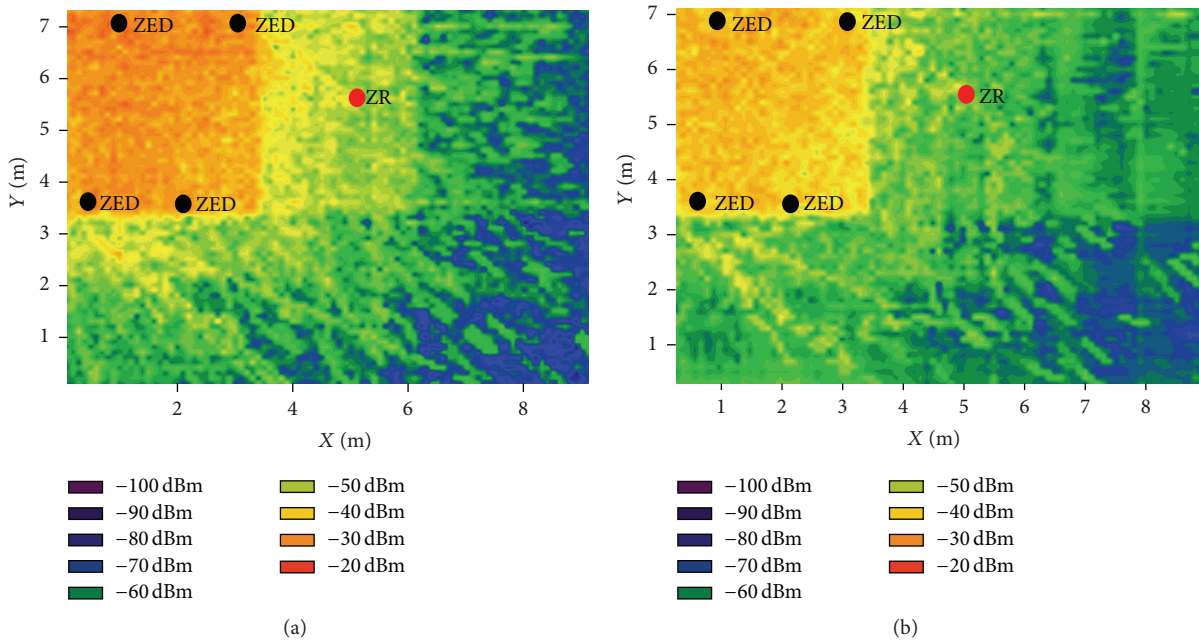 7
6
5
4
3
2
1
Y (m)
ZED
ZED
ZR
ZED
ZED
2
4
6
8
X (m)
−100 dBm
−90 dBm
−80 dBm
−70 dBm
−60 dBm
−50 dBm
−40 dBm
−30 dBm
−20 dBm
(a)
7
6
5
4
3
2
1
Y (m)
ZED
ZED
ZR
ZED
ZED
1
2
3
4
5
6
7
8
X (m)
−100 dBm
−90 dBm
−80 dBm
−70 dBm
−60 dBm
−50 dBm
−40 dBm
−30 dBm
−20 dBm
(b)